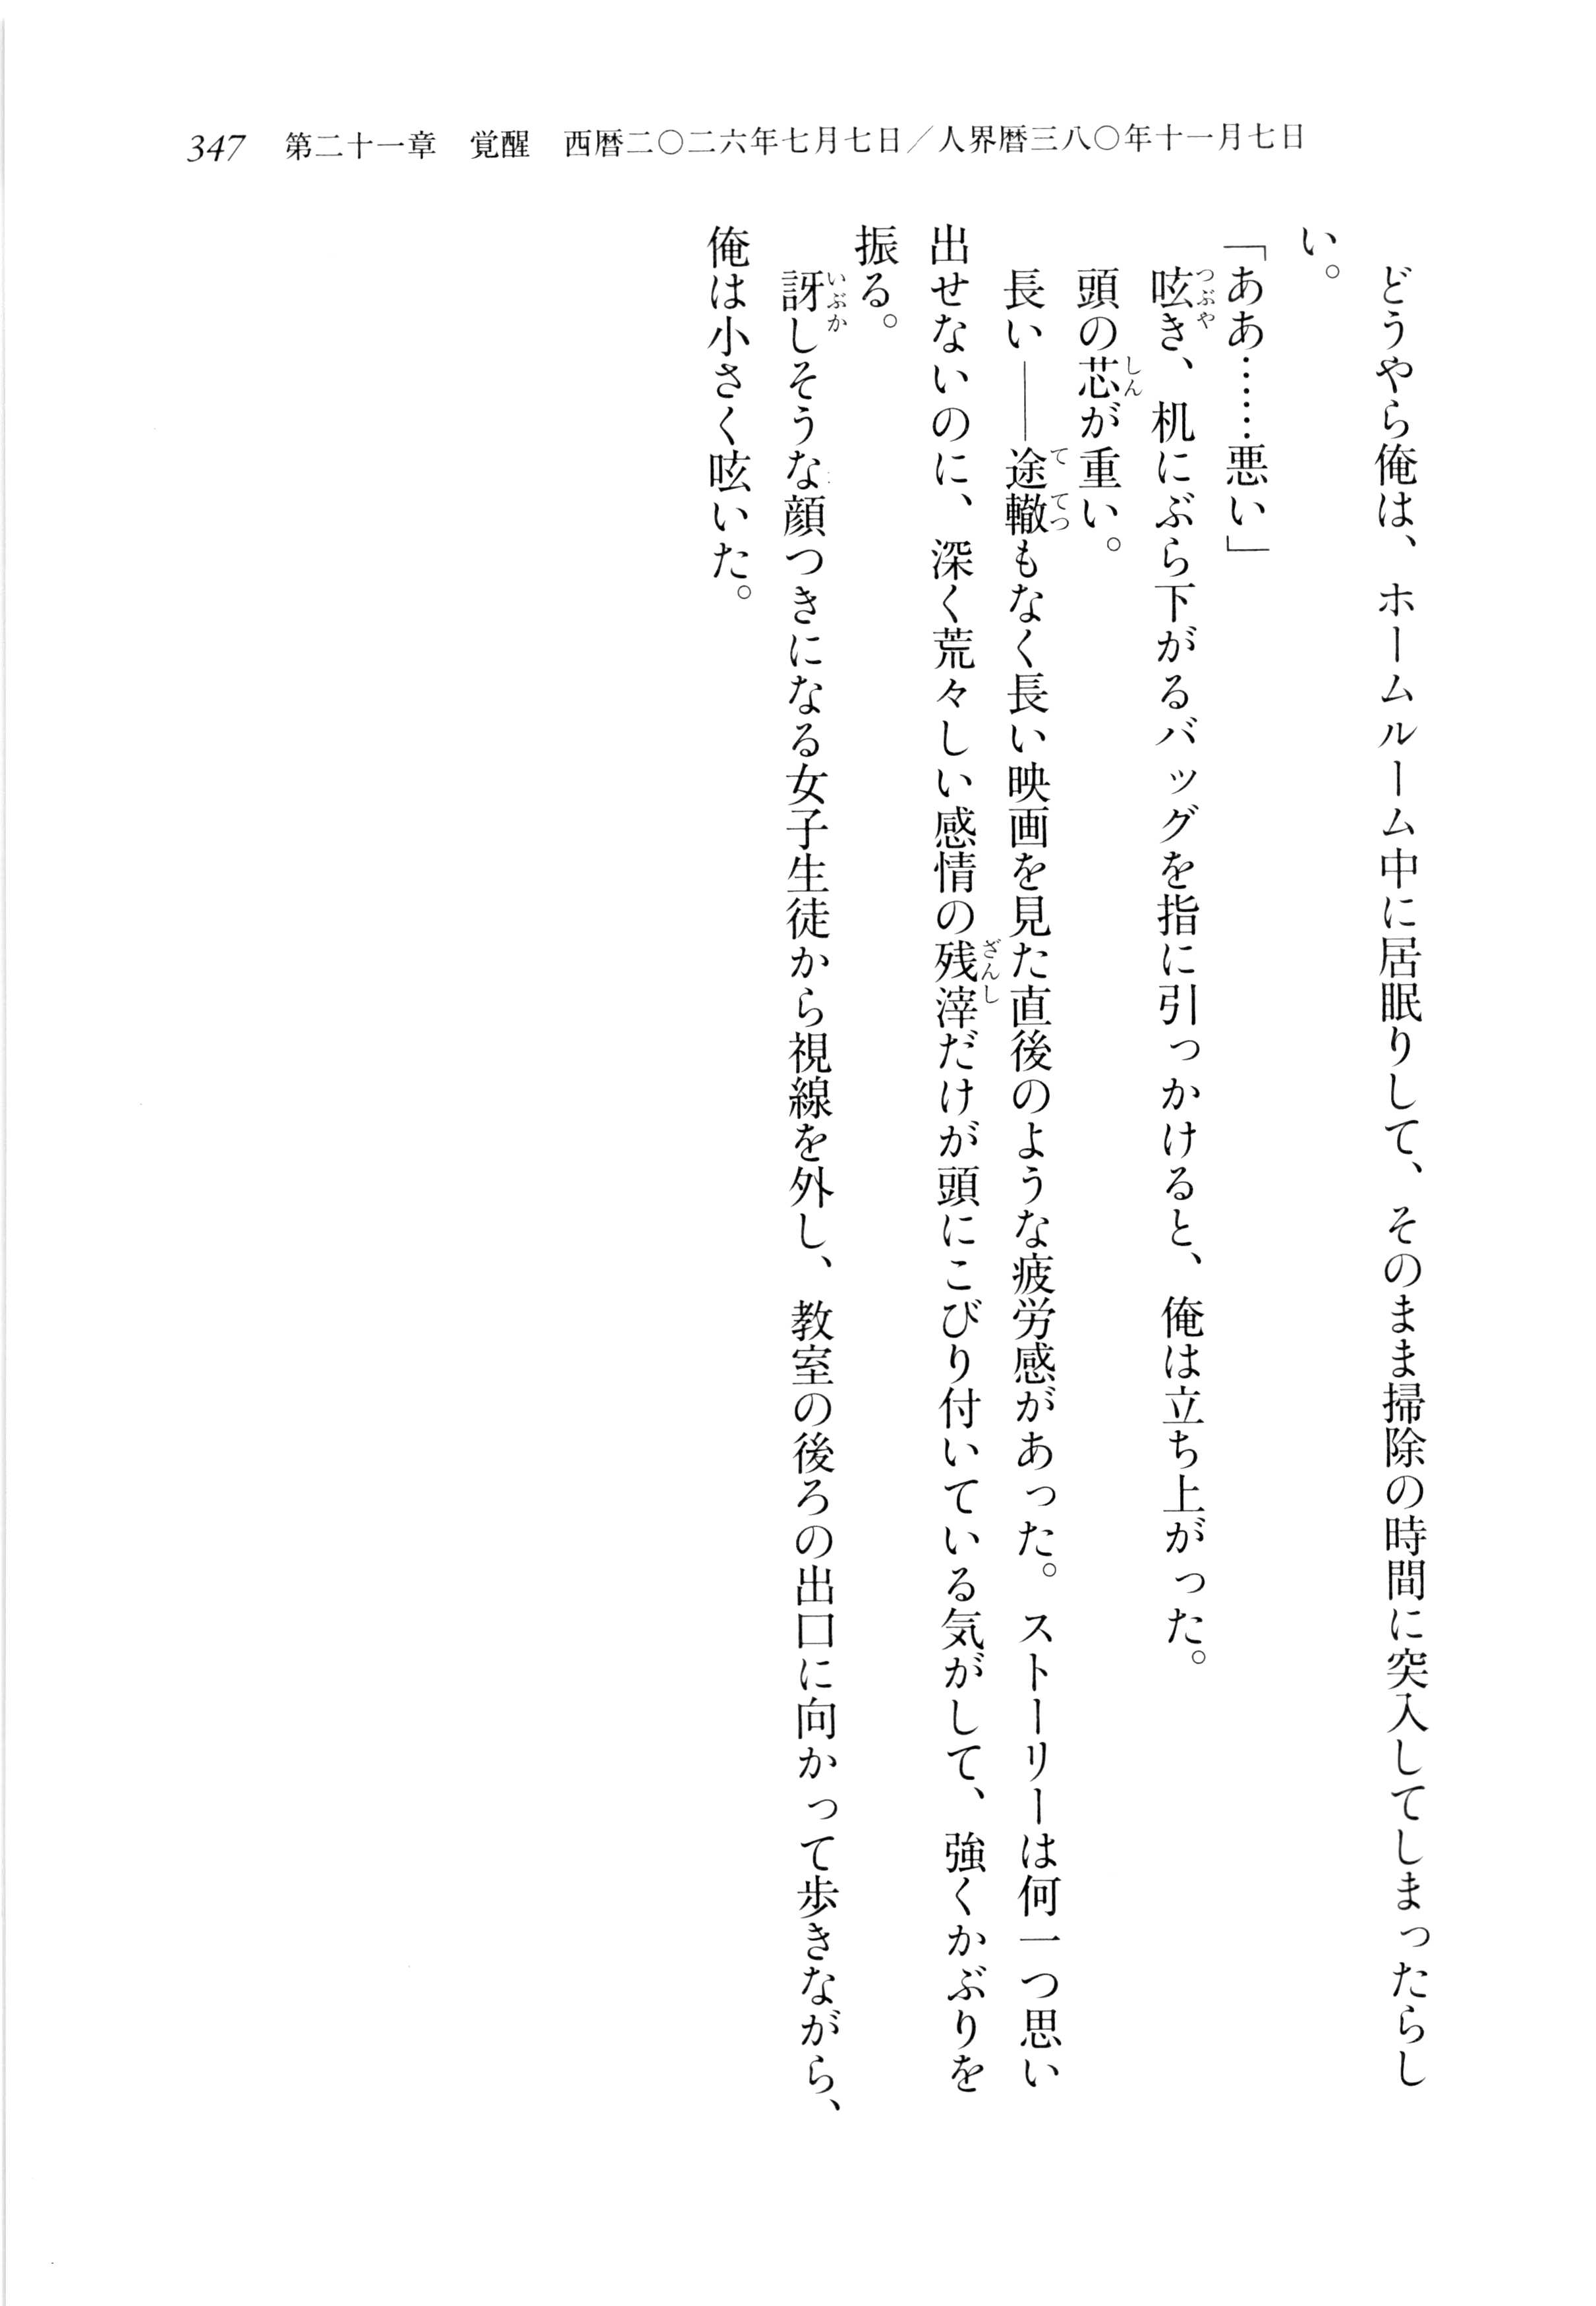 347　第二十一章　覚醒　西暦二〇二六年七月七日／人界暦三八〇年十一月七日
　どうやら俺は、ホームルーム中に居眠りして、そのまま掃除の時間に突入してしまったらし
い。
「ああ……悪い」
　呟き、机にぶら下がるバッグを指に引っかけると、俺は立ち上がった。
　頭の芯が重い。
　長い――途轍もなく長い映画を見た直後のような疲労感があった。ストーリーは何一つ思い
出せないのに、深く荒々しい感情の残滓だけが頭にこびり付いている気がして、強くかぶりを
振る。
　訝しそうな顔つきになる女子生徒から視線を外し、教室の後ろの出口に向かって歩きながら、
俺は小さく呟いた。